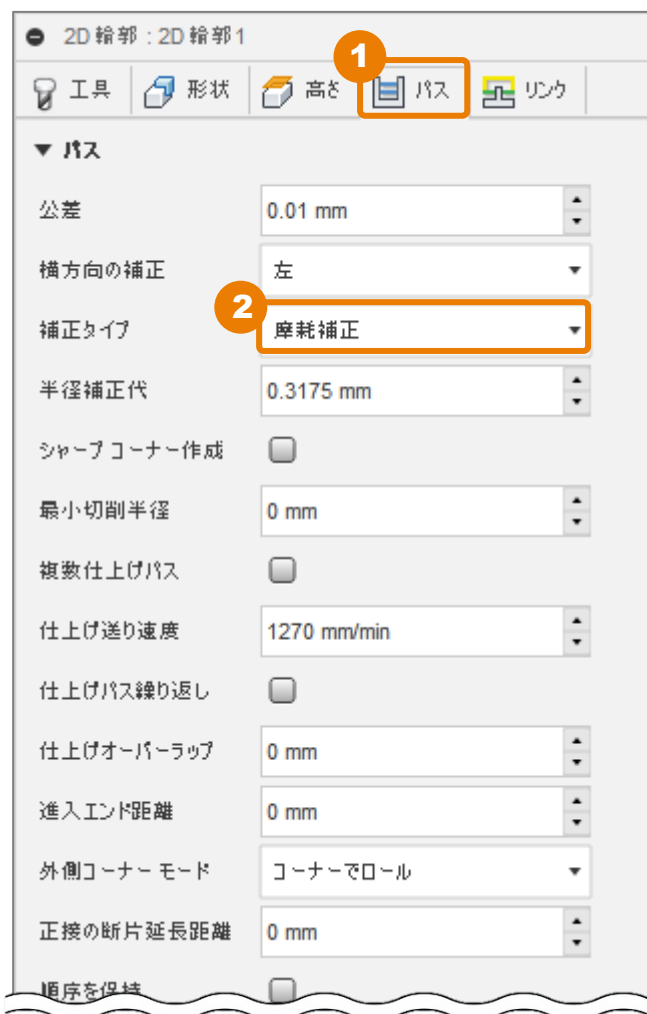 2D 輪郭 : 2D 輪郭1
1
工具 形状 高さ パス リンク
▼ パス
公差 0.01 mm
横方向の補正 左
2
補正タイプ 摩耗補正
半径補正代 0.3175 mm
シャープ コーナー作成
最小切削半径 0 mm
複数仕上げパス
仕上げ送り速度 1270 mm/min
仕上げパス繰り返し
仕上げオーバーラップ 0 mm
進入エンド距離 0 mm
外側コーナー モード コーナーでロール
正接の断片延長距離 0 mm
順序を保持